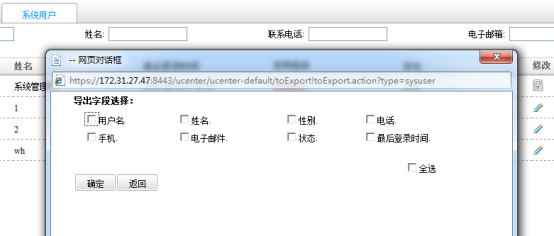 系统用户
姓名: 联系电话: 电子邮箱:
-- 网页对话框
https://172.31.27.47:8443/ucenter/ucenter-default/toExport!toExport.action?type=sysuser
姓名 修改
系统管理
导出字段选择：
用户名. 姓名. 性别. 电话.
1
手机. 电子邮件. 状态. 最后登录时间.
2
wh
全选
确定 返回